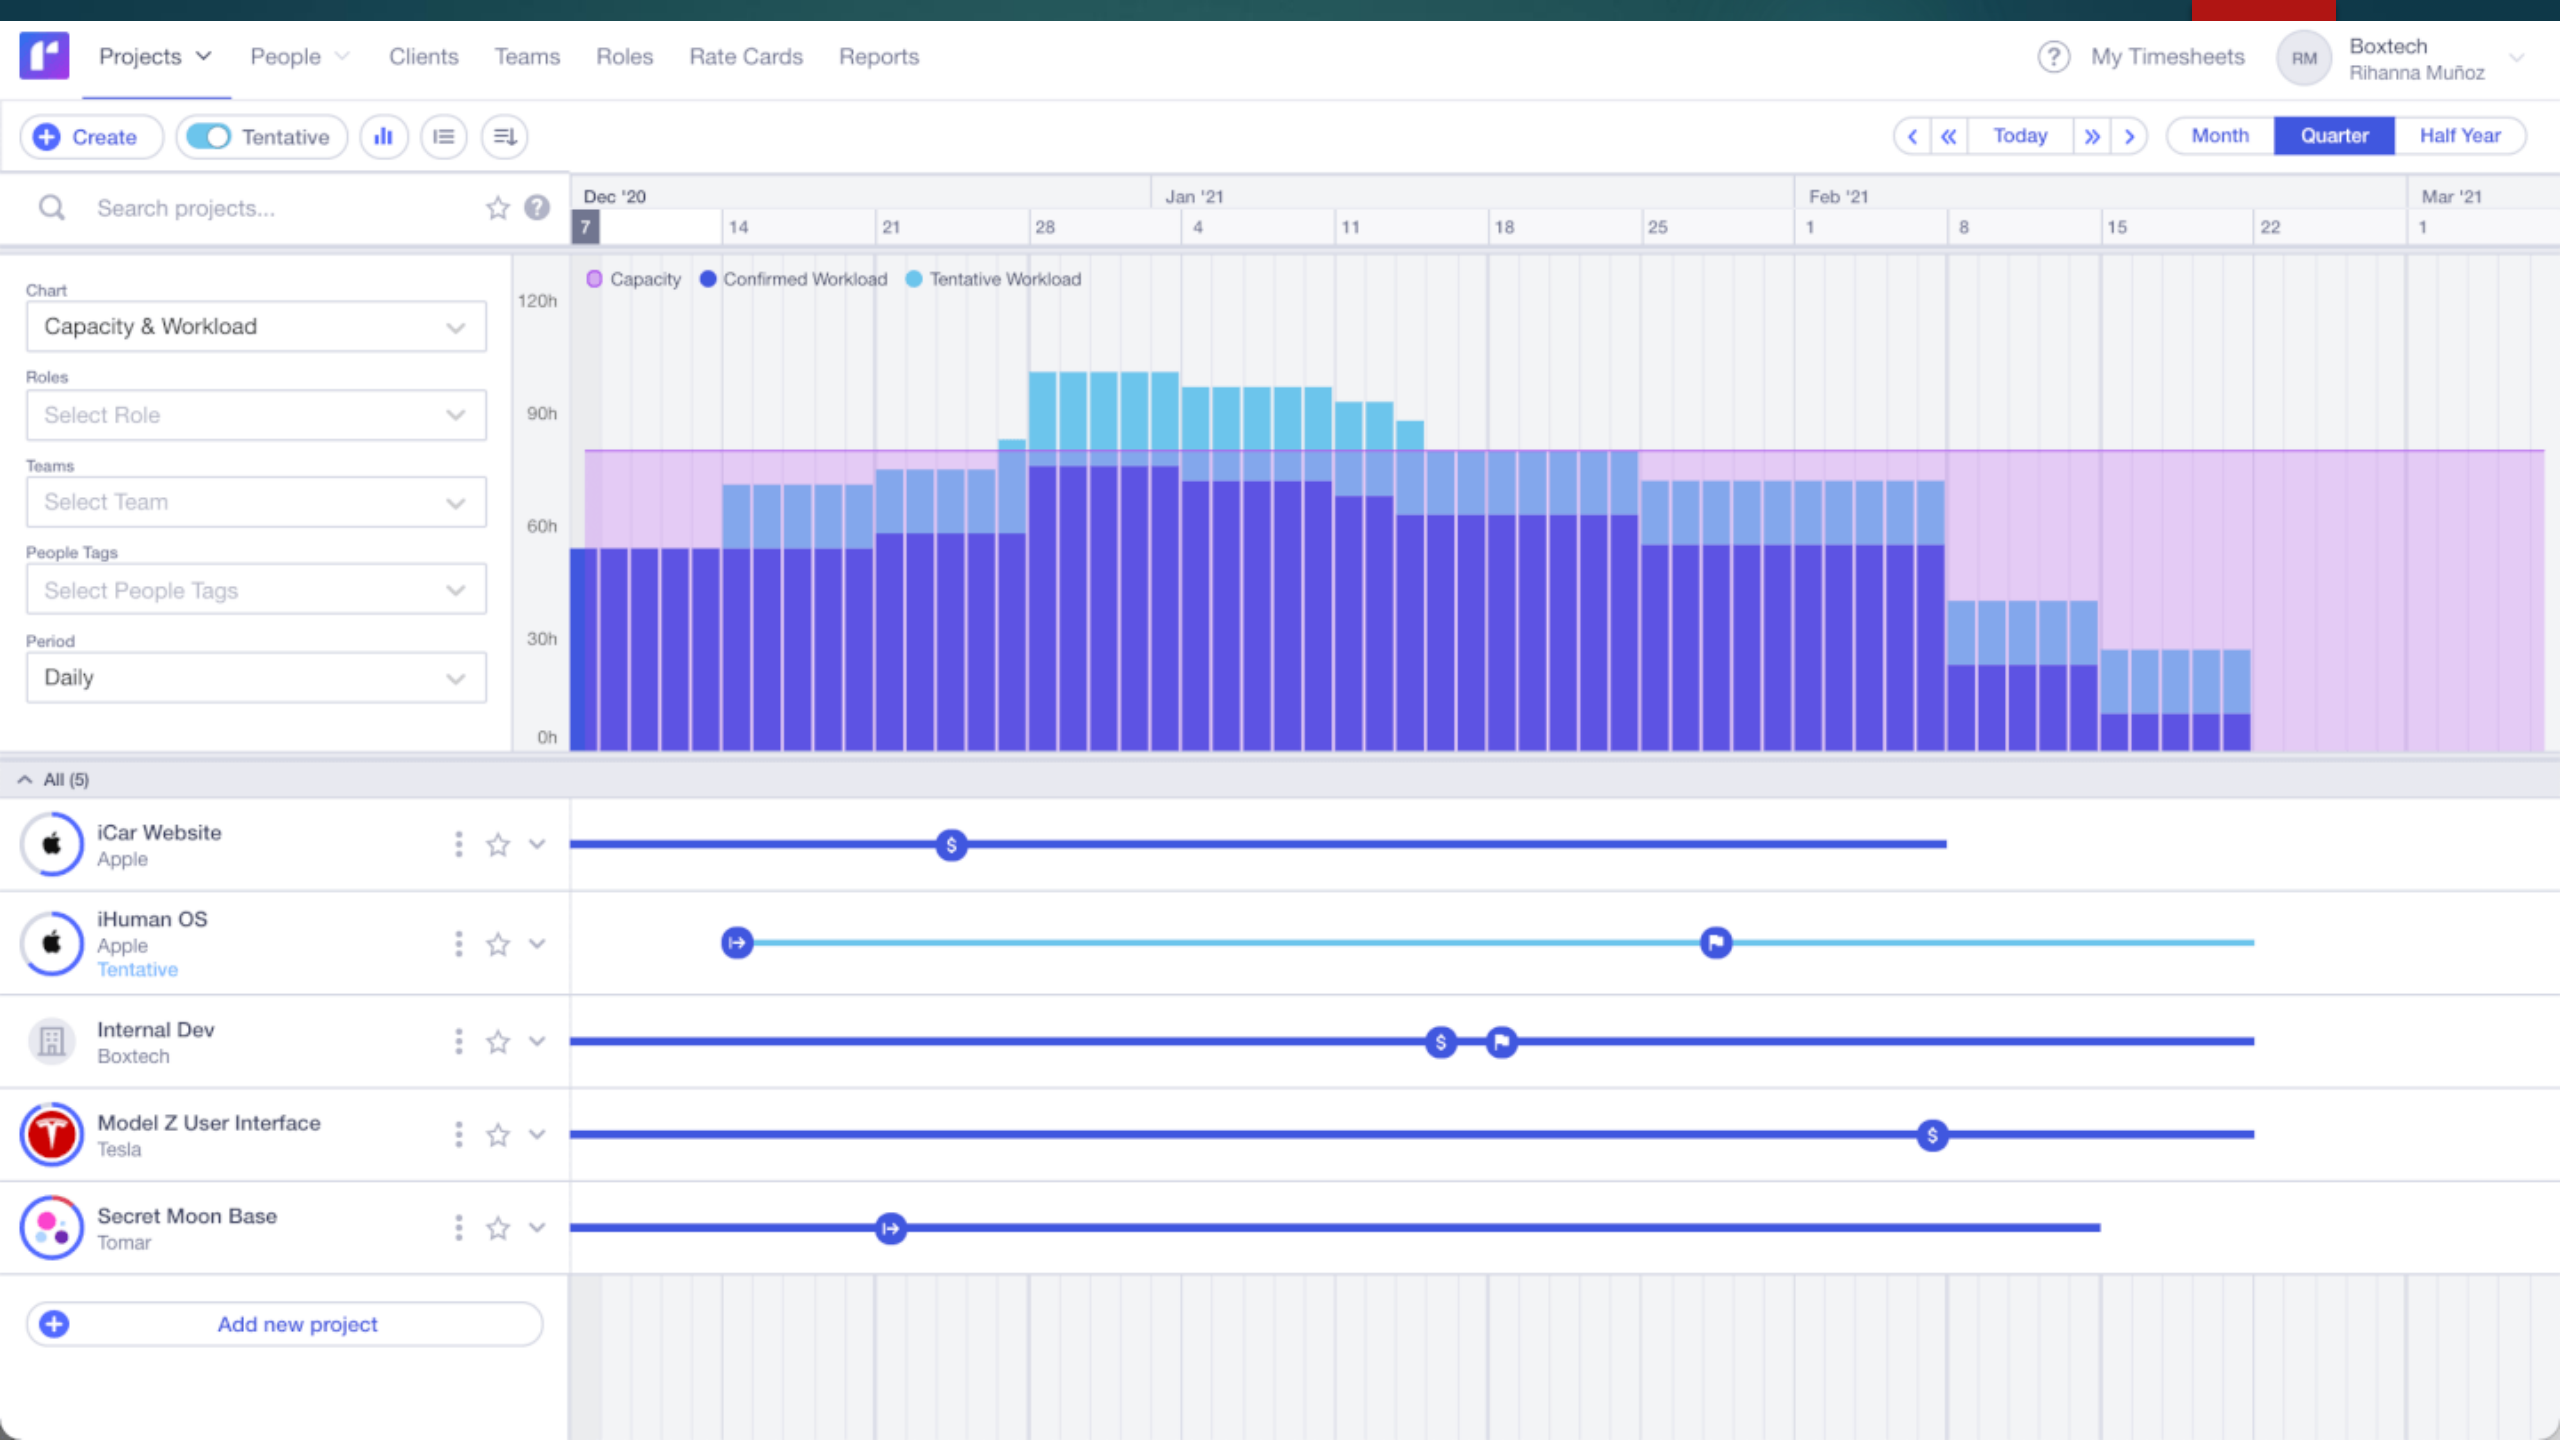 Projects People Clients Teams Roles Rate Cards Reports ? My Timesheets RM Boxtech
Rihanna Muñoz
Create Tentative Today Month Quarter Half Year
Search projects... ?
Dec '20 Jan '21 Feb '21 Mar '21
7 14 21 28 4 11 18 25 1 8 15 22 1
Capacity Confirmed Workload Tentative Workload
Chart
Capacity & Workload
Roles
Select Role
Teams
Select Team
People Tags
Select People Tags
Period
Daily
120h
90h
60h
30h
0h
All (5)
iCar Website
Apple
$
iHuman OS
Apple
Tentative
Internal Dev
Boxtech
$
Model Z User Interface
Tesla
$
Secret Moon Base
Tomar
Add new project